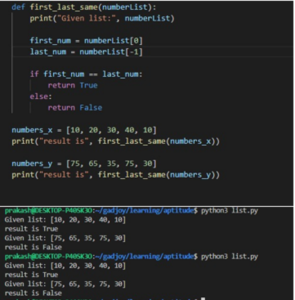 def first_last_same(numberList):
    print("Given list:", numberList)

    first_num = numberList[0]
    last_num = numberList[-1]

    if first_num == last_num:
        return True
    else:
        return False

numbers_x = [10, 20, 30, 40, 10]
print("result is", first_last_same(numbers_x))

numbers_y = [75, 65, 35, 75, 30]
print("result is", first_last_same(numbers_y))

prakash@DESKTOP-P40SK3O:~/gadjoy/learning/aptitude$ python3 list.py
Given list: [10, 20, 30, 40, 10]
result is True
Given list: [75, 65, 35, 75, 30]
result is False
prakash@DESKTOP-P40SK3O:~/gadjoy/learning/aptitude$ python3 list.py
Given list: [10, 20, 30, 40, 10]
result is True
Given list: [75, 65, 35, 75, 30]
result is False